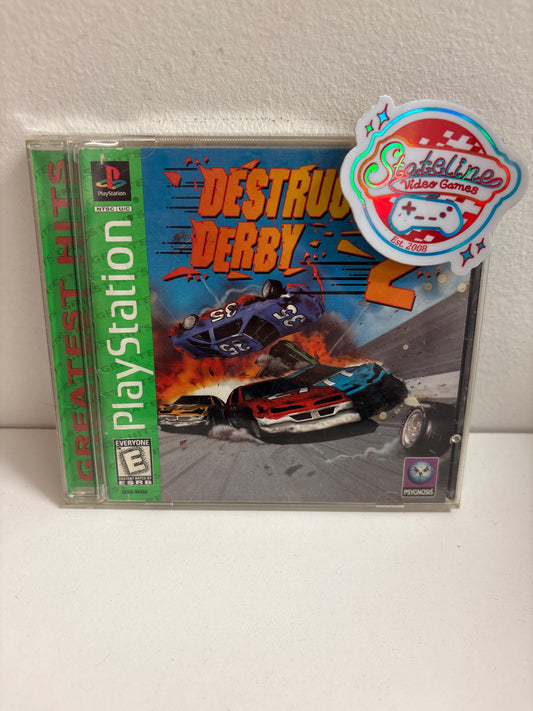 GREATEST HITS
PlayStation
NTSC U/C
PlayStation
EVERYONE
E
CONTENT RATED BY
ESRB
DESTRUC
DERBY
2
35
35
35
PSYGNOSIS
Stateline
Video Games
Est. 2008